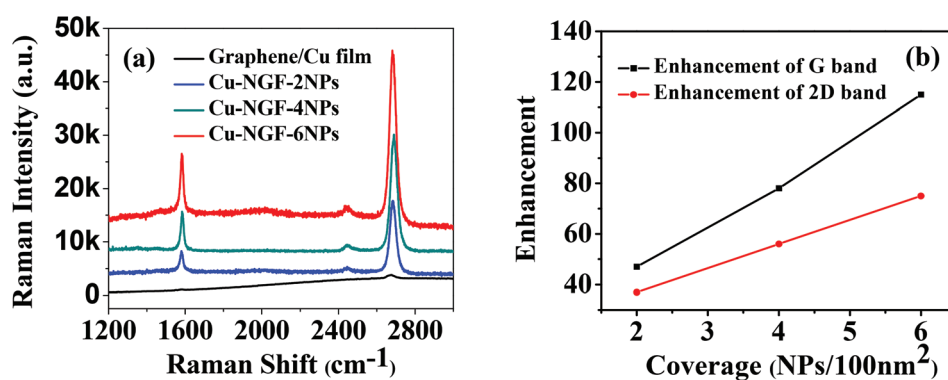 (a)
Graphene/Cu film
Cu-NGF-2NPs
Cu-NGF-4NPs
Cu-NGF-6NPs
50k
40k
30k
20k
10k
0
Raman Intensity (a.u.)
1200 1600 2000 2400 2800
Raman Shift (cm-1)
(b)
Enhancement of G band
Enhancement of 2D band
140
120
100
80
60
40
Enhancement
2 3 4 5 6
Coverage (NPs/100nm2)